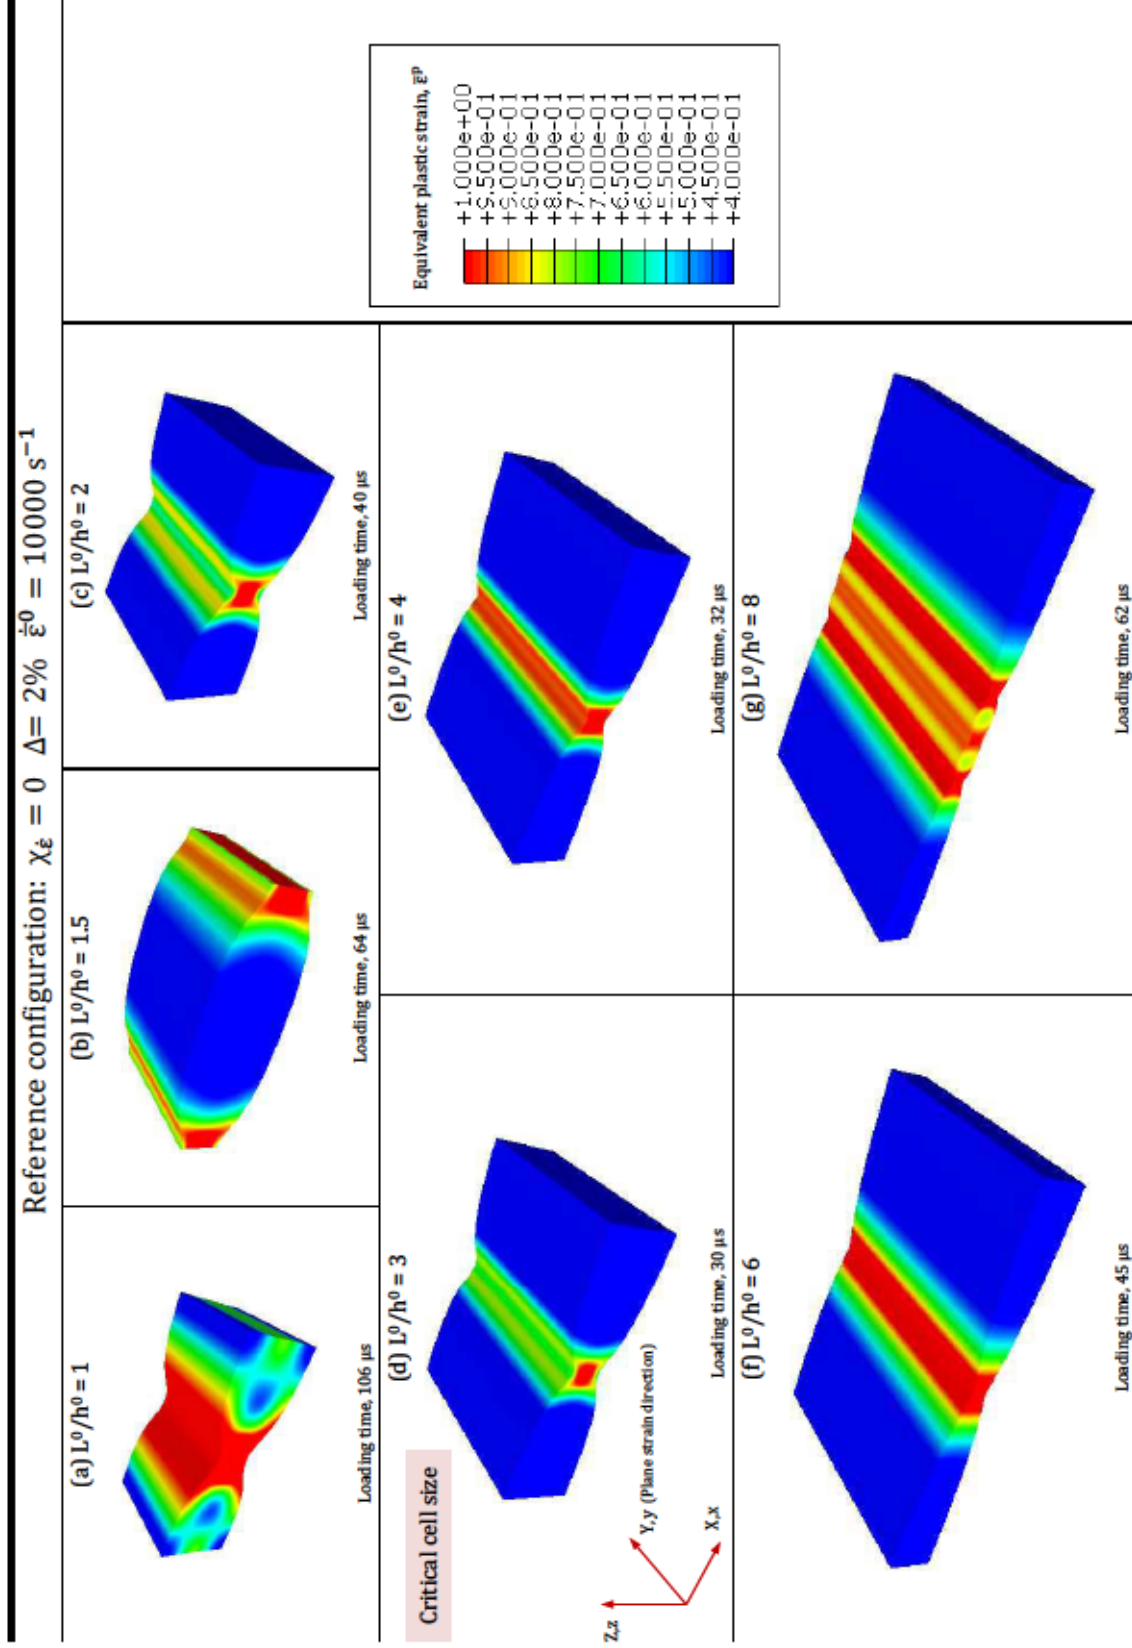 Reference configuration: χ_ε̇ = 0 Δ= 2% ε̇⁰ = 10000 s⁻¹
(a) L⁰/h⁰ = 1
Loading time, 106 μs
(b) L⁰/h⁰ = 1.5
Loading time, 64 μs
(c) L⁰/h⁰ = 2
Loading time, 40 μs
Equivalent plastic strain, ε̄ᵖ
+1.000e+00
+9.500e-01
+9.000e-01
+8.500e-01
+8.000e-01
+7.500e-01
+7.000e-01
+6.500e-01
+6.000e-01
+5.500e-01
+5.000e-01
+4.500e-01
+4.000e-01
Critical cell size
(d) L⁰/h⁰ = 3
Loading time, 30 μs
Z,z
Y,y (Plane strain direction)
X,x
(e) L⁰/h⁰ = 4
Loading time, 32 μs
(f) L⁰/h⁰ = 6
Loading time, 45 μs
(g) L⁰/h⁰ = 8
Loading time, 62 μs